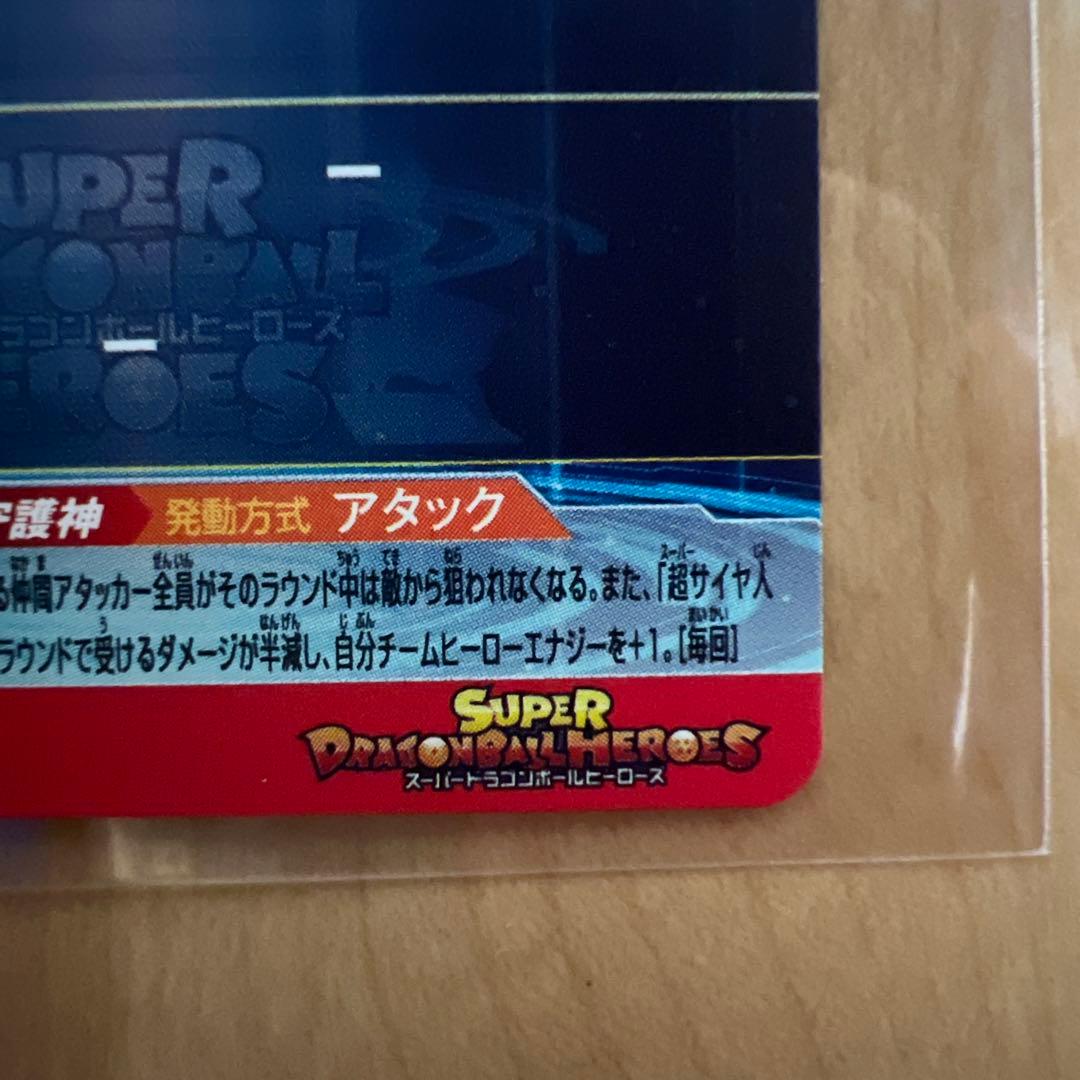 SUPER
DRAGONBALL
ラゴンボールヒーローズ
HEROES
守護神 発動方式 アタック
る仲間アタッカー全員がそのラウンド中は敵から狙われなくなる。また、「超サイヤ人
ラウンドで受けるダメージが半減し、自分チームヒーローエナジーを+1。[毎回]
SUPER
DRAGONBALL HEROES
スーパードラゴンボールヒーローズ